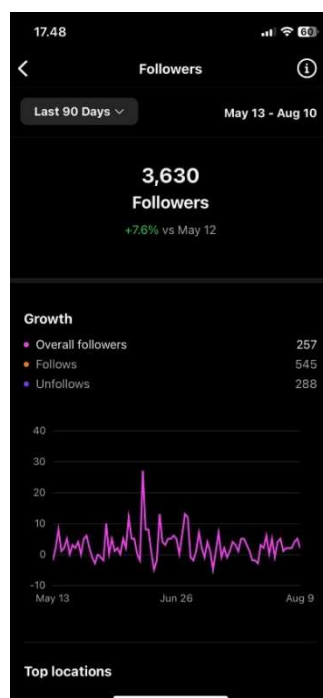 17.48
60
Followers
Last 90 Days
May 13 - Aug 10
3,630
Followers
+7.6% vs May 12
Growth
Overall followers 257
Follows 545
Unfollows 288
40
30
20
10
0
-10
May 13 Jun 26 Aug 9
Top locations